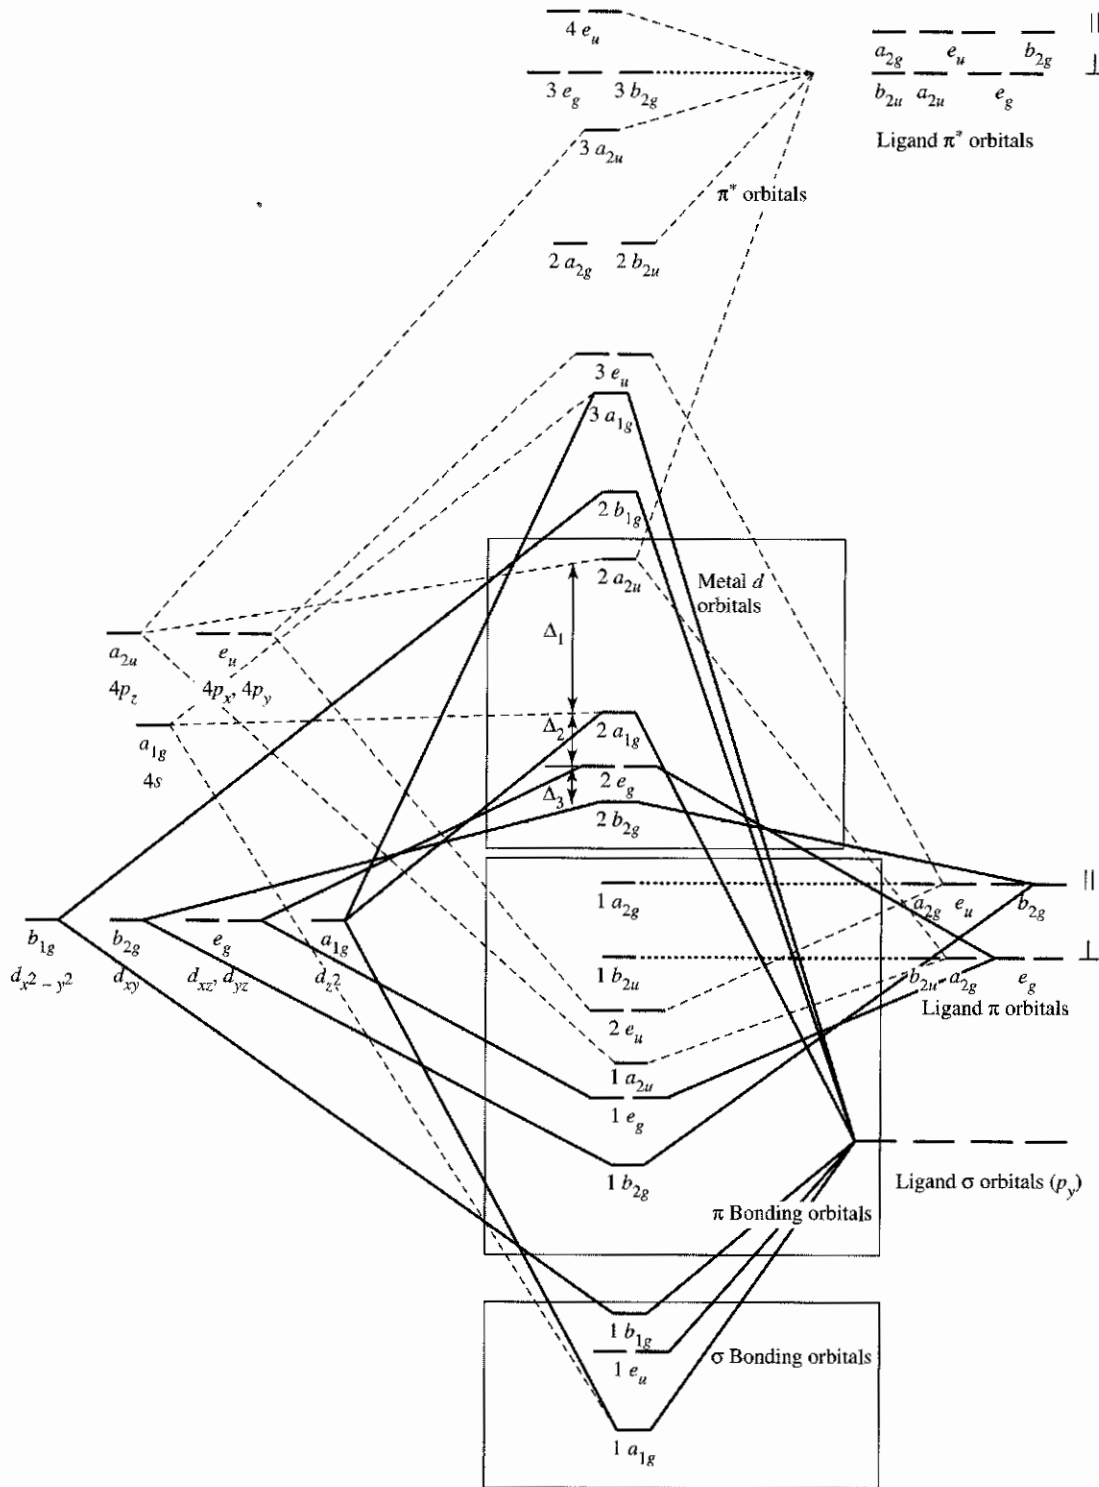 4 e_u
||
a_2g e_u b_2g
⊥
3 e_g 3 b_2g
b_2u a_2u e_g
3 a_2u
Ligand π* orbitals
π* orbitals
2 a_2g 2 b_2u
3 e_u
3 a_1g
2 b_1g
2 a_2u
Metal d
orbitals
Δ_1
a_2u e_u
4p_z 4p_x, 4p_y
a_1g
4s
Δ_2
2 a_1g
2 e_g
Δ_3
2 b_2g
||
1 a_2g
a_2g e_u b_2g
b_1g b_2g e_g a_1g
d_x² – y² d_xy d_xz, d_yz d_z²
⊥
1 b_2u
b_2u a_2g e_g
Ligand π orbitals
2 e_u
1 a_2u
1 e_g
1 b_2g
Ligand σ orbitals (p_y)
π Bonding orbitals
1 b_1g
σ Bonding orbitals
1 e_u
1 a_1g